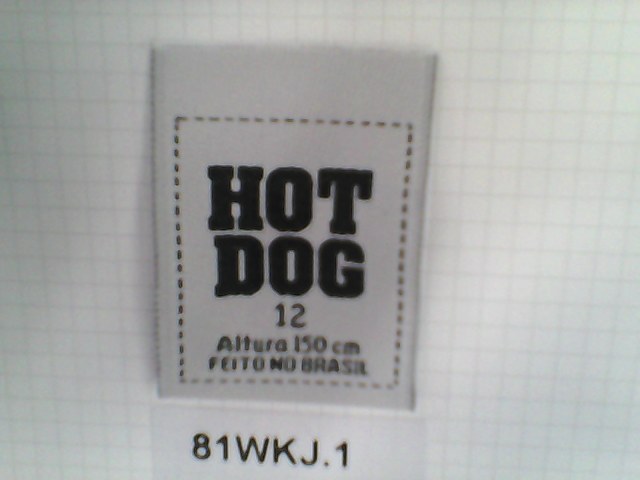 HOT
DOG
12
Altura 150 cm
FEITO NO BRASIL
81WKJ.1